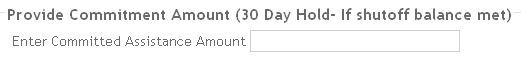 Provide Commitment Amount (30 Day Hold- If shutoff balance met)
Enter Committed Assistance Amount